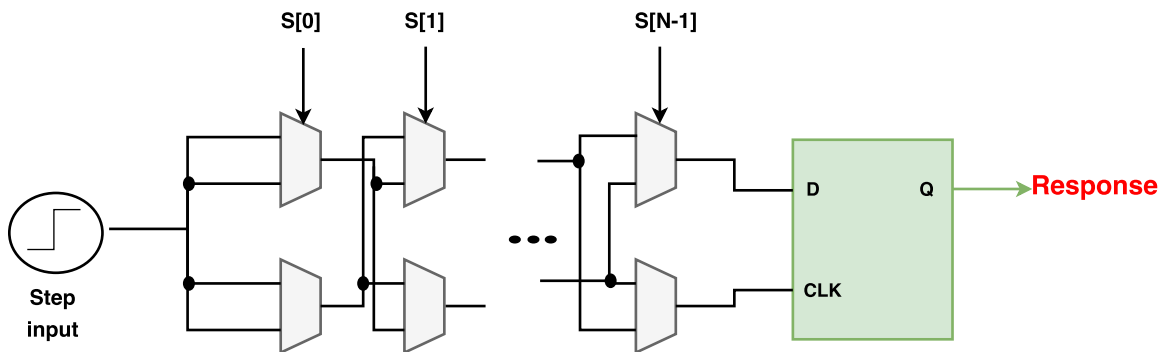 S[0]
S[1]
S[N-1]
D
Q
Response
CLK
Step
input